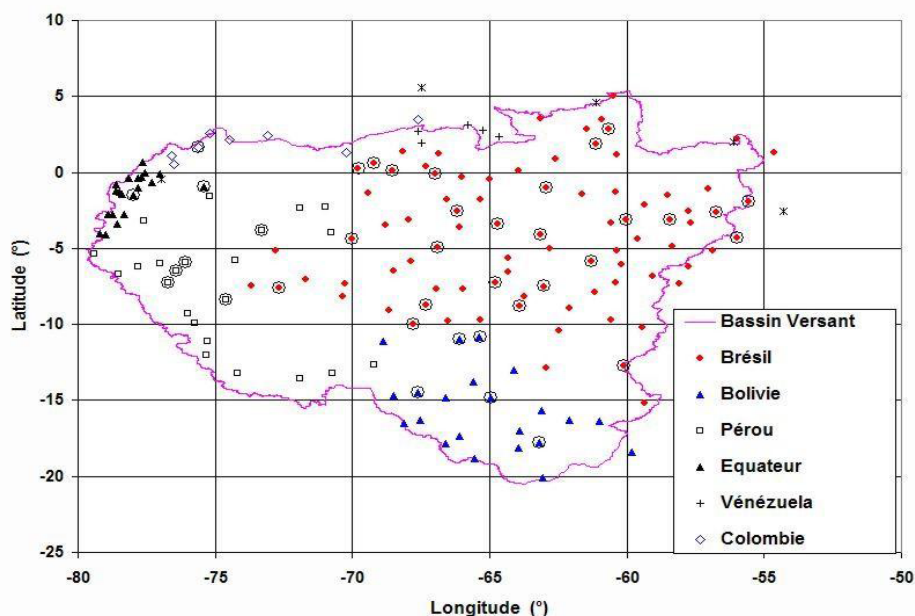 10
5
0
-5
-10
-15
-20
-25
Latitude (°)
-80
-75
-70
-65
-60
-55
-50
Longitude (°)
Bassin Versant
Brésil
Bolivie
Pérou
Equateur
Vénézuela
Colombie